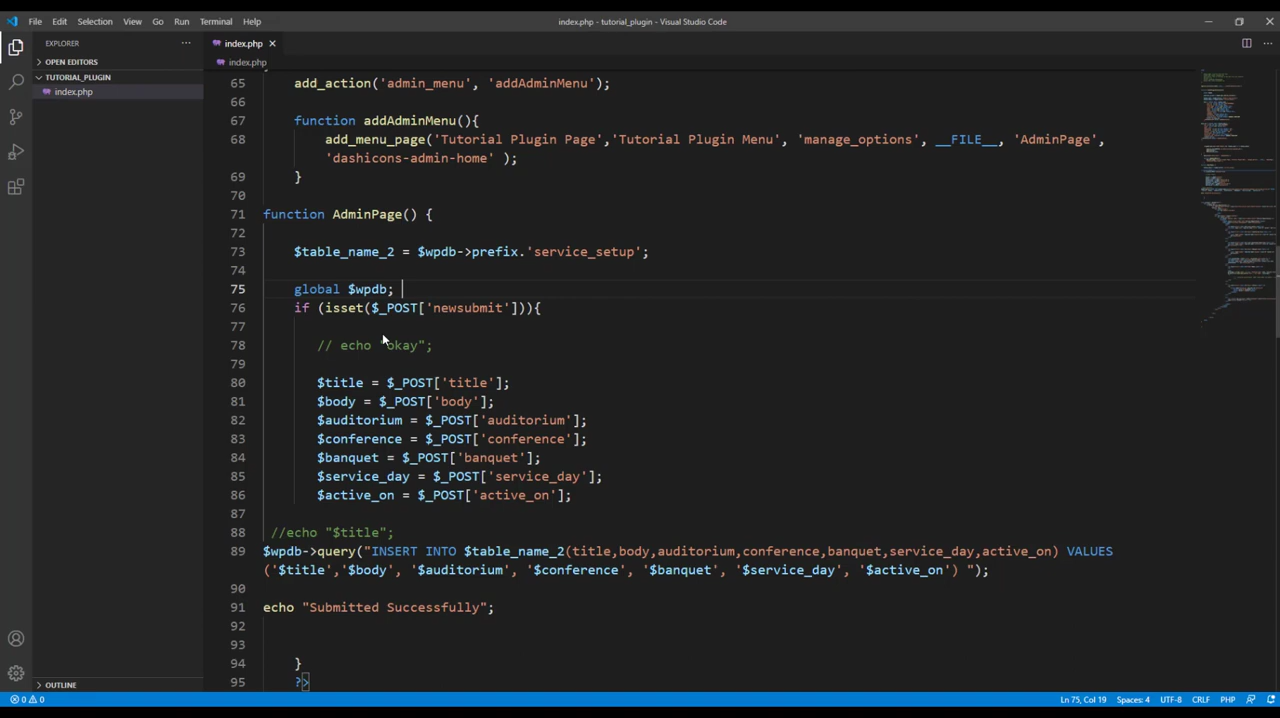 File Edit Selection View Go Run Terminal Help
index.php - tutorial_plugin - Visual Studio Code
EXPLORER
OPEN EDITORS
TUTORIAL_PLUGIN
index.php
index.php
index.php
65 add_action('admin_menu', 'addAdminMenu');
66
67 function addAdminMenu(){
68 add_menu_page('Tutorial Plugin Page','Tutorial Plugin Menu', 'manage_options', __FILE__, 'AdminPage',
'dashicons-admin-home' );
69 }
70
71 function AdminPage() {
72
73 $table_name_2 = $wpdb->prefix.'service_setup';
74
75 global $wpdb;
76 if (isset($_POST['newsubmit'])){
77
78 // echo "okay";
79
80 $title = $_POST['title'];
81 $body = $_POST['body'];
82 $auditorium = $_POST['auditorium'];
83 $conference = $_POST['conference'];
84 $banquet = $_POST['banquet'];
85 $service_day = $_POST['service_day'];
86 $active_on = $_POST['active_on'];
87
88 //echo "$title";
89 $wpdb->query("INSERT INTO $table_name_2(title,body,auditorium,conference,banquet,service_day,active_on) VALUES
('$title','$body', '$auditorium', '$conference', '$banquet', '$service_day', '$active_on') ");
90
91 echo "Submitted Successfully";
92
93
94 }
95 ?>
OUTLINE
0 0
Ln 75, Col 19 Spaces: 4 UTF-8 CRLF PHP